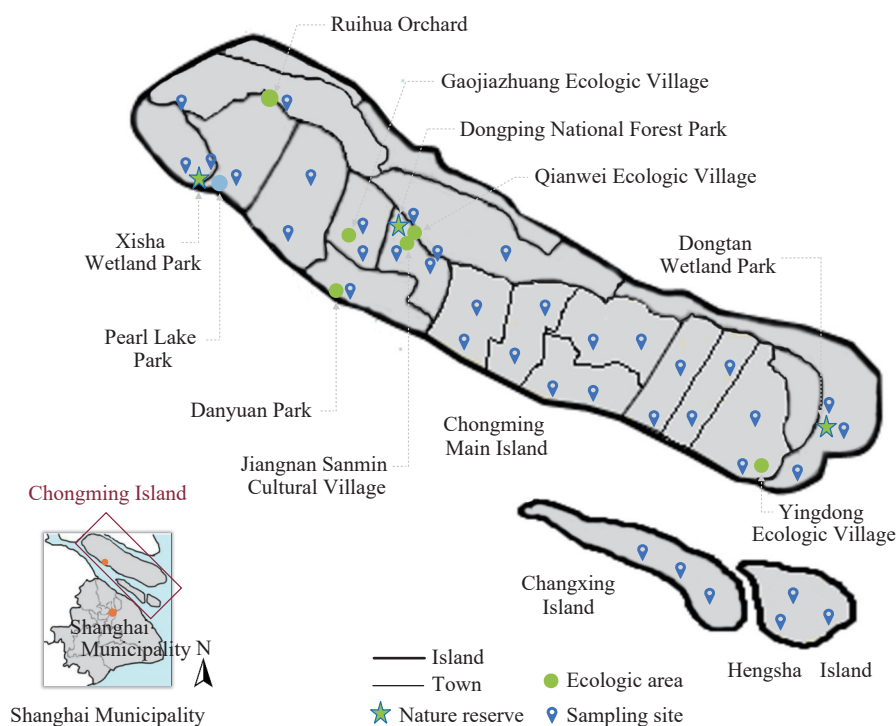 Ruihua Orchard
Gaojiazhuang Ecologic Village
Dongping National Forest Park
Qianwei Ecologic Village
Xisha
Wetland Park
Dongtan
Wetland Park
Pearl Lake
Park
Danyuan Park
Chongming
Main Island
Jiangnan Sanmin
Cultural Village
Chongming Island
Yingdong
Ecologic Village
Changxing
Island
Shanghai
Municipality
N
Hengsha Island
Island
Town
Ecologic area
Nature reserve
Sampling site
Shanghai Municipality